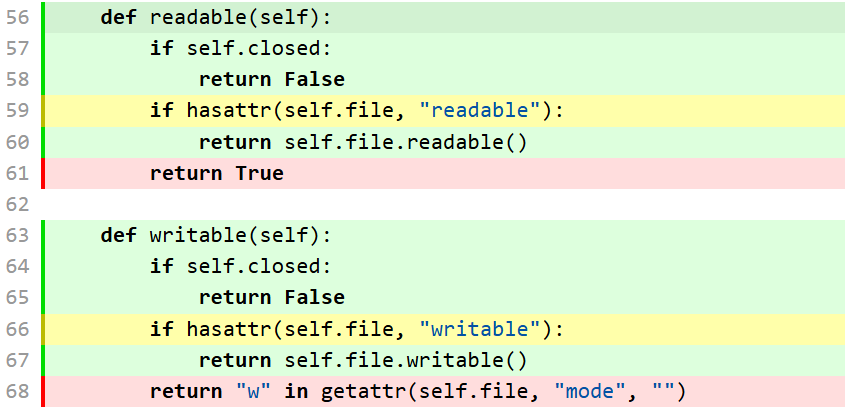 56 def readable(self):
57 if self.closed:
58 return False
59 if hasattr(self.file, "readable"):
60 return self.file.readable()
61 return True
62
63 def writable(self):
64 if self.closed:
65 return False
66 if hasattr(self.file, "writable"):
67 return self.file.writable()
68 return "w" in getattr(self.file, "mode", "")